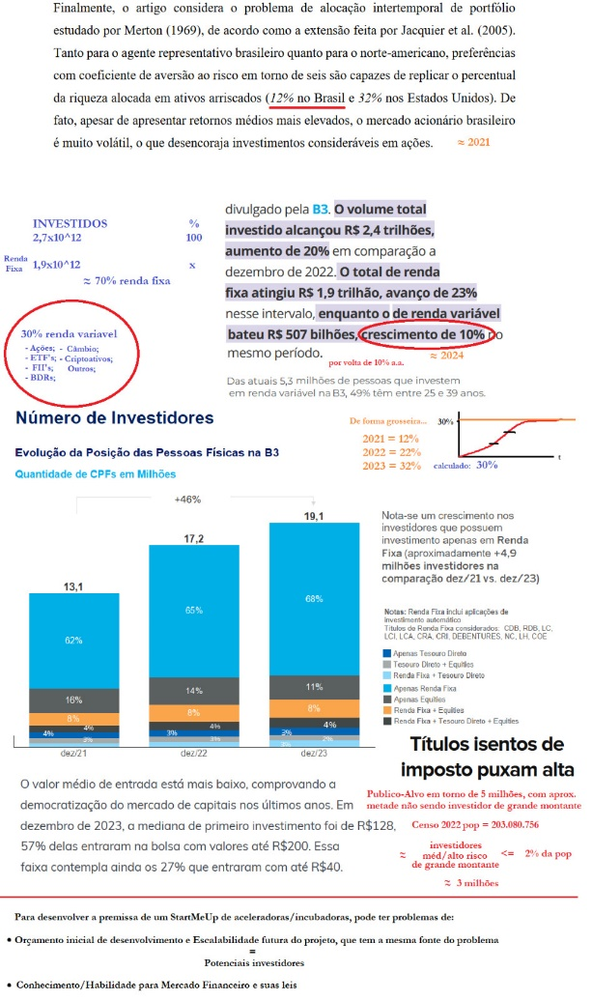 Finalmente, o artigo considera o problema de alocação intertemporal de portfólio
estudado por Merton (1969), de acordo como a extensão feita por Jacquier et al. (2005).
Tanto para o agente representativo brasileiro quanto para o norte-americano, preferências
com coeficiente de aversão ao risco em torno de seis são capazes de replicar o percentual
da riqueza alocada em ativos arriscados (12% no Brasil e 32% nos Estados Unidos). De
fato, apesar de apresentar retornos médios mais elevados, o mercado acionário brasileiro
é muito volátil, o que desencoraja investimentos consideráveis em ações. ≈ 2021
INVESTIDOS %
2,7x10^12 100
Renda Fixa 1,9x10^12 x
≈ 70% renda fixa
30% renda variavel
- Ações; - Câmbio;
- ETF's; - Criptoativos;
- FII's; Outros;
- BDRs;
divulgado pela B3. O volume total
investido alcançou R$ 2,4 trilhões,
aumento de 20% em comparação a
dezembro de 2022. O total de renda
fixa atingiu R$ 1,9 trilhão, avanço de 23%
nesse intervalo, enquanto o de renda variável
bateu R$ 507 bilhões, crescimento de 10% no
mesmo período. ≈ 2024
por volta de 10% a.a.
Das atuais 5,3 milhões de pessoas que investem
em renda variável na B3, 49% têm entre 25 e 39 anos.
Número de Investidores
Evolução da Posição das Pessoas Físicas na B3
Quantidade de CPFs em Milhões
De forma grosseira...
2021 = 12%
2022 = 22%
2023 = 32%
30%
t
calculado: 30%
+46%
13,1
62%
16%
8%
4%
4%
3%
dez/21
17,2
65%
14%
8%
4%
3%
3%
dez/22
19,1
68%
11%
8%
4%
3%
2%
dez/23
Nota-se um crescimento nos
investidores que possuem
investimento apenas em Renda
Fixa (aproximadamente +4,9
milhões investidores na
comparação dez/21 vs. dez/23)
Notas: Renda Fixa inclui aplicações de
investimento automático
Títulos de Renda Fixa considerados: CDB, RDB, LC,
LCI, LCA, CRA, CRI, DEBENTURES, NC, LH, COE
Apenas Tesouro Direto
Tesouro Direto + Equities
Renda Fixa + Tesouro Direto
Apenas Renda Fixa
Apenas Equities
Renda Fixa + Equities
Renda Fixa + Tesouro Direto + Equities
Títulos isentos de
imposto puxam alta
O valor médio de entrada está mais baixo, comprovando a
democratização do mercado de capitais nos últimos anos. Em
dezembro de 2023, a mediana de primeiro investimento foi de R$128,
57% delas entraram na bolsa com valores até R$200. Essa
faixa contempla ainda os 27% que entraram com até R$40.
Publico-Alvo em torno de 5 milhões, com aprox.
metade não sendo investidor de grande montante
Censo 2022 pop = 203.080.756
≈ investidores
méd/alto risco
de grande montante <= 2% da pop
≈ 3 milhões
Para desenvolver a premissa de um StartMeUp de aceleradoras/incubadoras, pode ter problemas de:
• Orçamento inicial de desenvolvimento e Escalabilidade futura do projeto, que tem a mesma fonte do problema
=
Potenciais investidores
• Conhecimento/Habilidade para Mercado Financeiro e suas leis